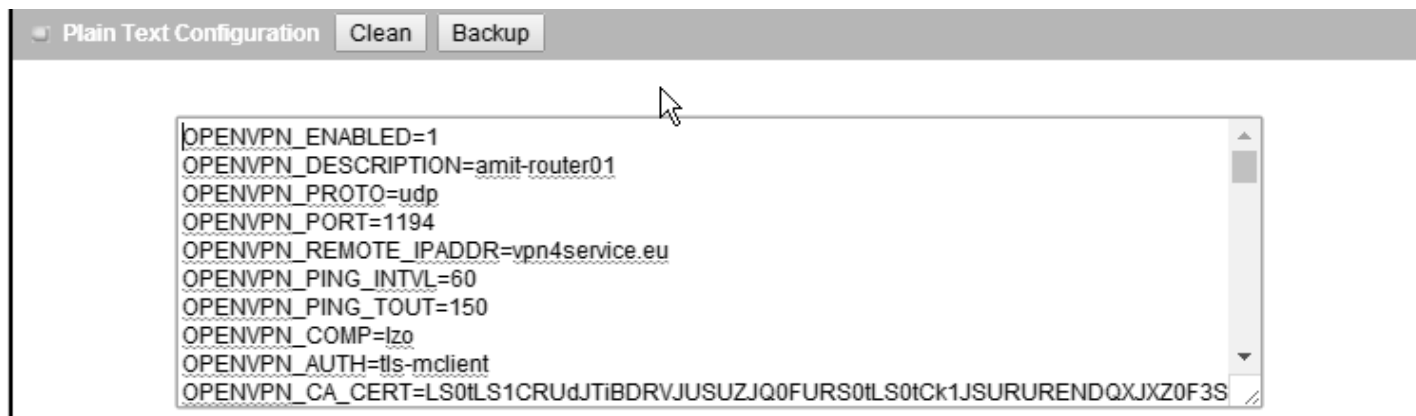 Plain Text Configuration Clean Backup
OPENVPN_ENABLED=1
OPENVPN_DESCRIPTION=amit-router01
OPENVPN_PROTO=udp
OPENVPN_PORT=1194
OPENVPN_REMOTE_IPADDR=vpn4service.eu
OPENVPN_PING_INTVL=60
OPENVPN_PING_TOUT=150
OPENVPN_COMP=lzo
OPENVPN_AUTH=tls-mclient
OPENVPN_CA_CERT=LS0tLS1CRUdJTiBDRVJUSUZJQ0FURS0tLS0tCk1JSURURENDQXJXZ0F3S